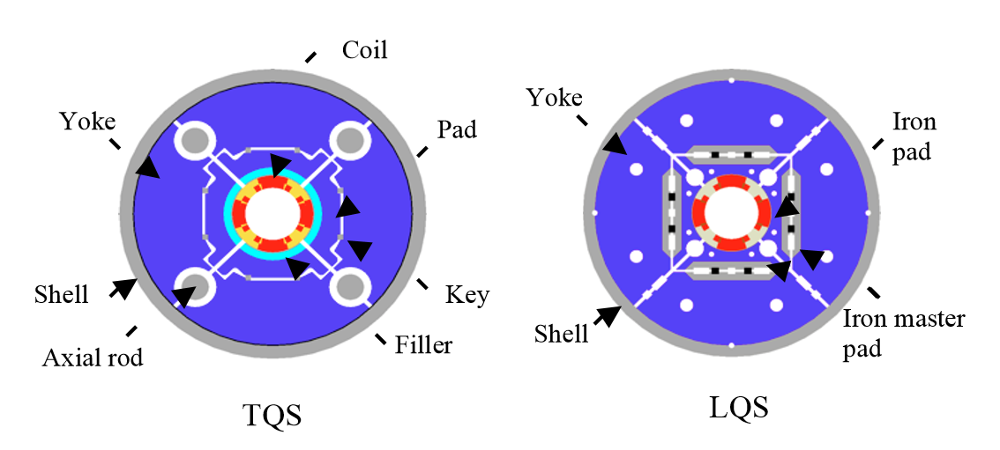 Coil
Yoke
Pad
Shell
Key
Axial rod
Filler
TQS
Yoke
Iron
pad
Shell
Iron master
pad
LQS